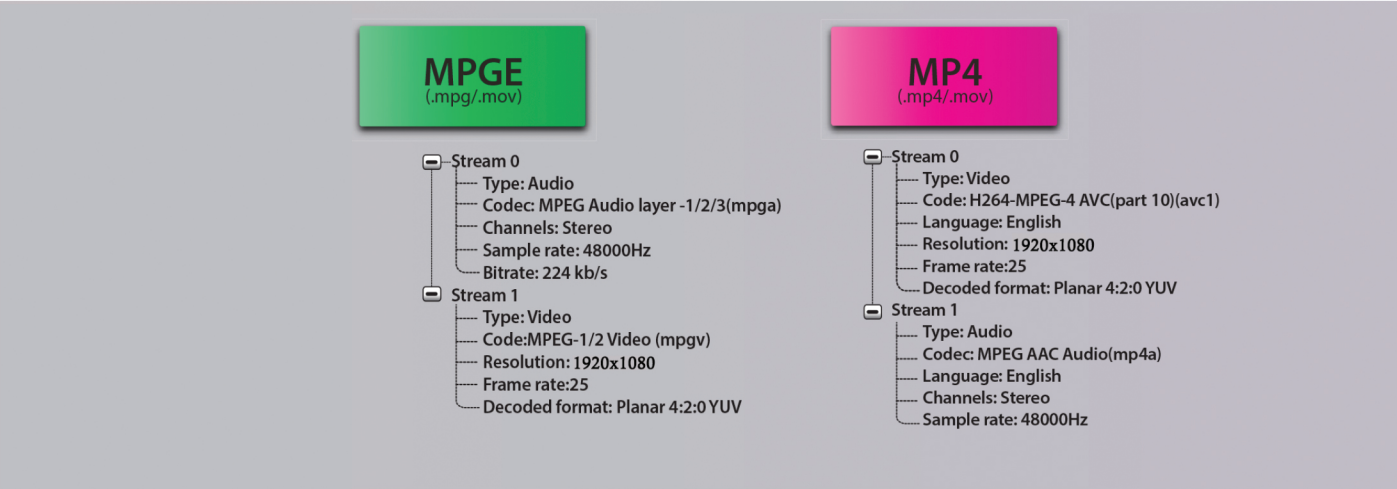 MPGE
(.mpg/.mov)
Stream 0
Type: Audio
Codec: MPEG Audio layer -1/2/3(mpga)
Channels: Stereo
Sample rate: 48000Hz
Bitrate: 224 kb/s
Stream 1
Type: Video
Code:MPEG-1/2 Video (mpgv)
Resolution: 1920x1080
Frame rate:25
Decoded format: Planar 4:2:0 YUV
MP4
(.mp4/.mov)
Stream 0
Type: Video
Code: H264-MPEG-4 AVC(part 10)(avc1)
Language: English
Resolution: 1920x1080
Frame rate:25
Decoded format: Planar 4:2:0 YUV
Stream 1
Type: Audio
Codec: MPEG AAC Audio(mp4a)
Language: English
Channels: Stereo
Sample rate: 48000Hz